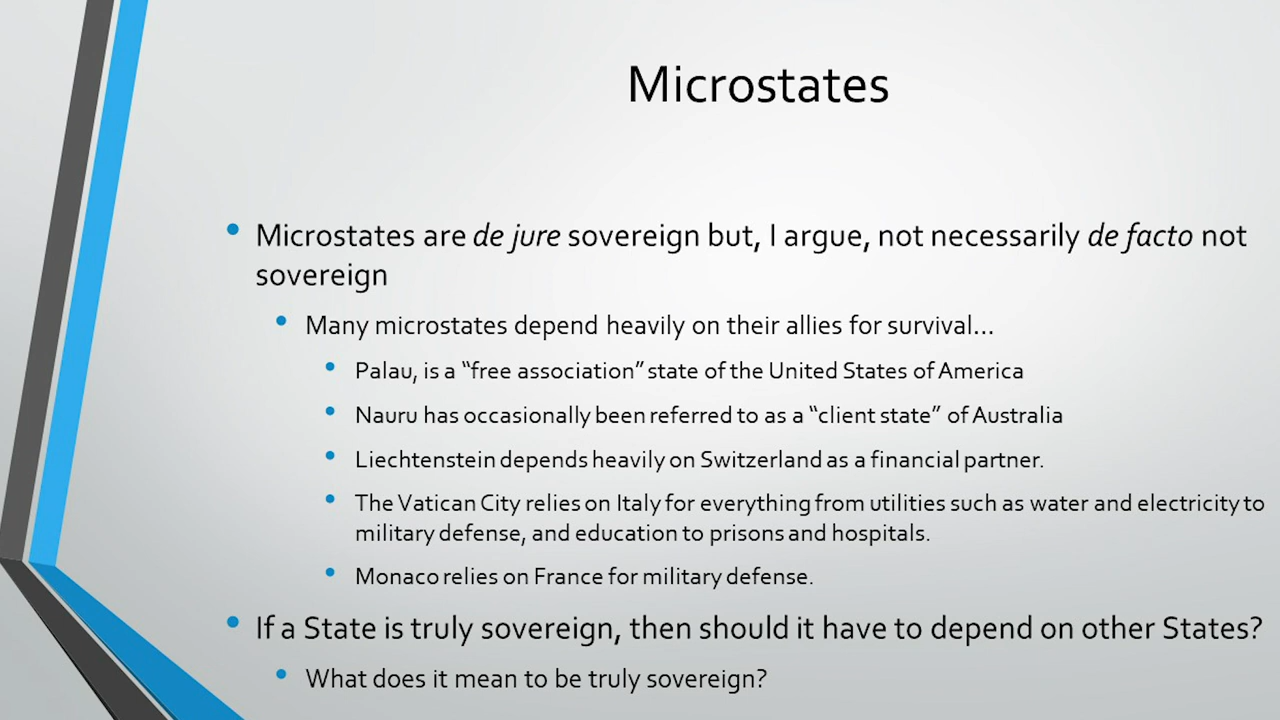 Microstates
• Microstates are de jure sovereign but, I argue, not necessarily de facto not
sovereign
• Many microstates depend heavily on their allies for survival...
• Palau, is a “free association” state of the United States of America
• Nauru has occasionally been referred to as a “client state” of Australia
• Liechtenstein depends heavily on Switzerland as a financial partner.
• The Vatican City relies on Italy for everything from utilities such as water and electricity to
military defense, and education to prisons and hospitals.
• Monaco relies on France for military defense.
• If a State is truly sovereign, then should it have to depend on other States?
• What does it mean to be truly sovereign?